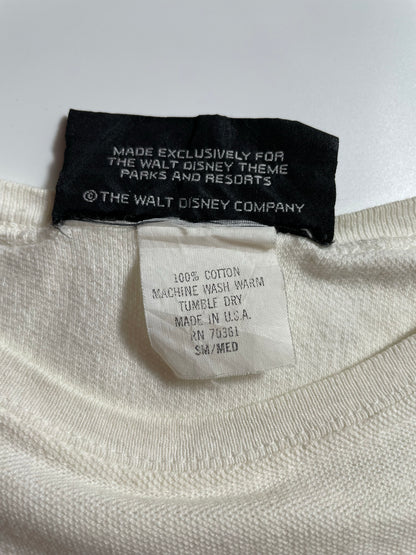 MADE EXCLUSIVELY FOR
THE WALT DISNEY THEME
PARKS AND RESORTS
© THE WALT DISNEY COMPANY
100% COTTON
MACHINE WASH WARM
TUMBLE DRY
MADE IN U.S.A.
RN 70361
SM/MED